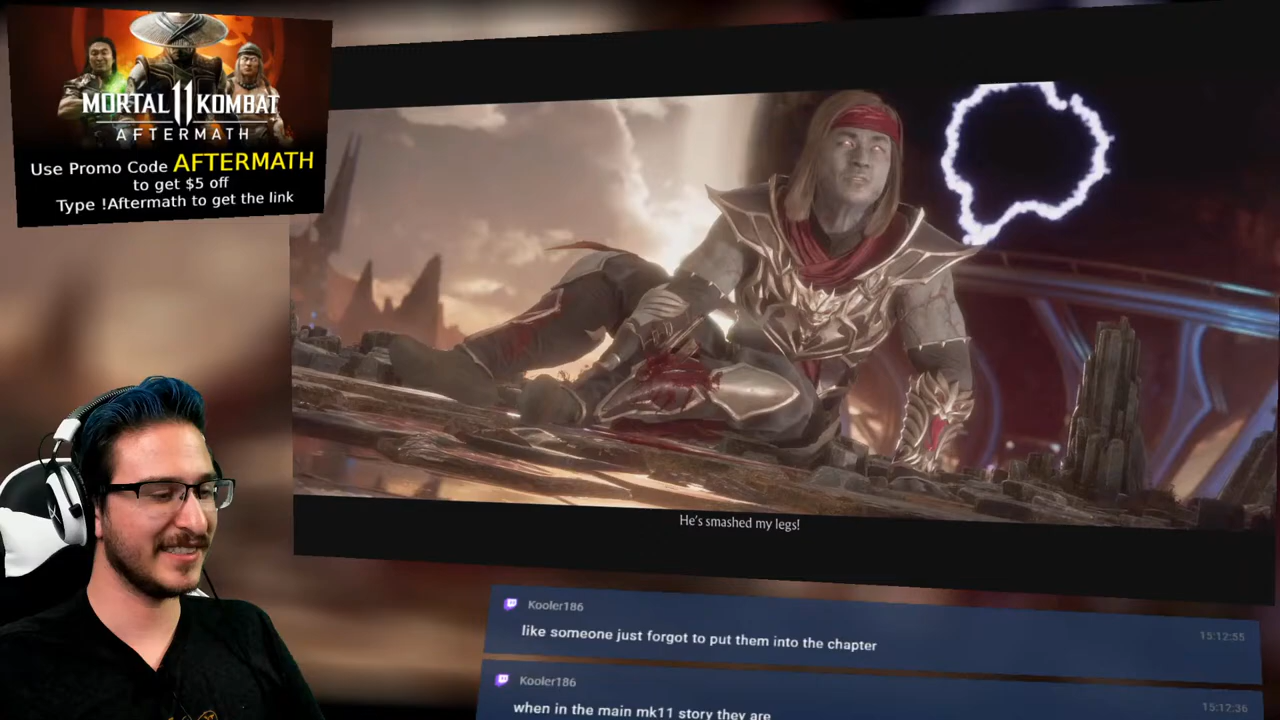 MORTAL 11 KOMBAT
AFTERMATH
Use Promo Code AFTERMATH
to get $5 off
Type !Aftermath to get the link
He's smashed my legs!
Kooler186
15:12:55
like someone just forgot to put them into the chapter
Kooler186
15:12:36
when in the main mk11 story they are